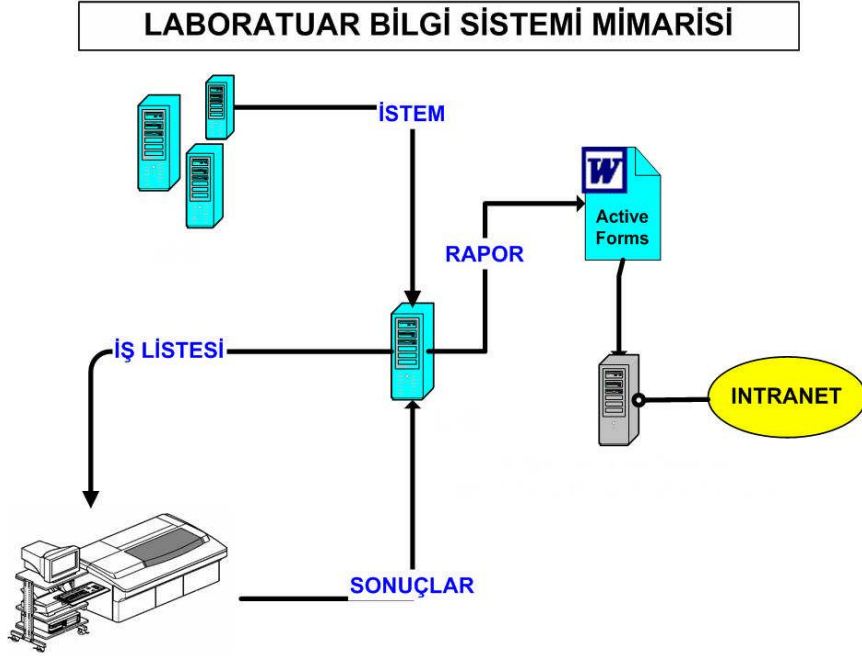 LABORATUAR BİLGİ SİSTEMİ MİMARİSİ
İSTEM
W
Active
Forms
RAPOR
İŞ LİSTESİ
INTRANET
SONUÇLAR